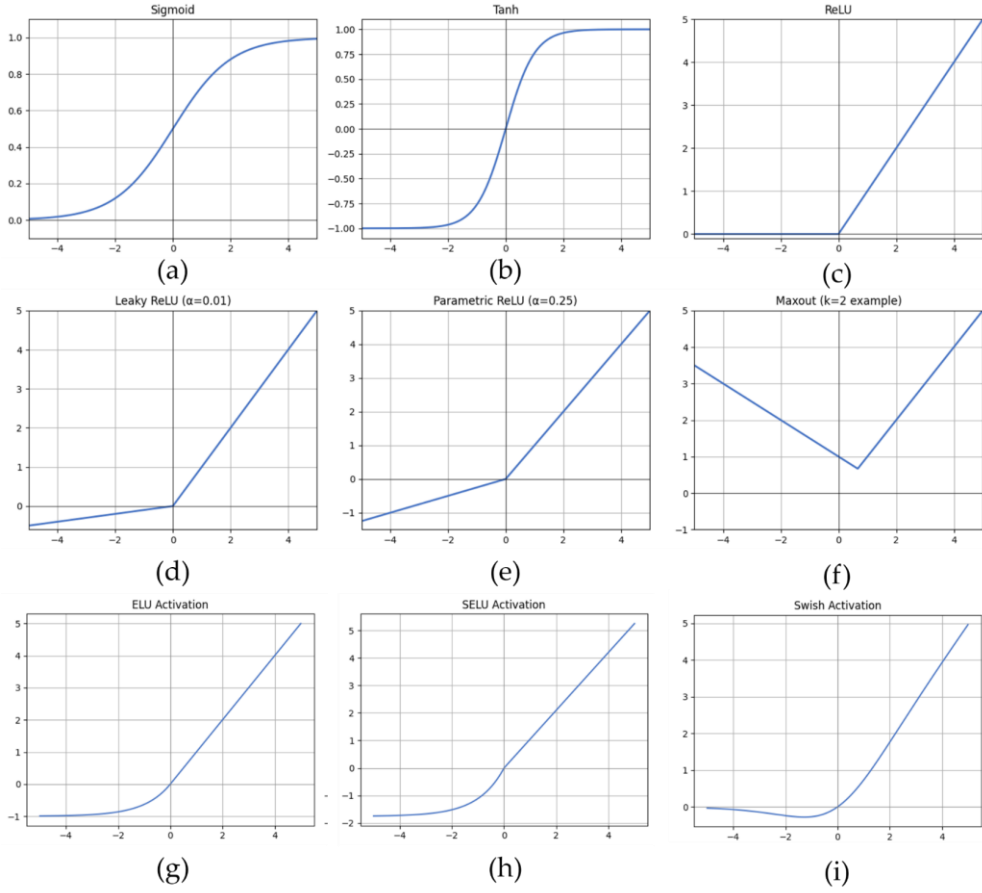 Sigmoid
1.0
0.8
0.6
0.4
0.2
0.0
−4 −2 0 2 4
(a)
Tanh
1.00
0.75
0.50
0.25
0.00
−0.25
−0.50
−0.75
−1.00
−4 −2 0 2 4
(b)
ReLU
5
4
3
2
1
0
−4 −2 0 2 4
(c)
Leaky ReLU (α=0.01)
5
4
3
2
1
0
−4 −2 0 2 4
(d)
Parametric ReLU (α=0.25)
5
4
3
2
1
0
−1
−4 −2 0 2 4
(e)
Maxout (k=2 example)
5
4
3
2
1
0
−1
−4 −2 0 2 4
(f)
ELU Activation
5
4
3
2
1
0
−1
−4 −2 0 2 4
(g)
SELU Activation
5
4
3
2
1
0
−1
−2
−4 −2 0 2 4
(h)
Swish Activation
5
4
3
2
1
0
−4 −2 0 2 4
(i)